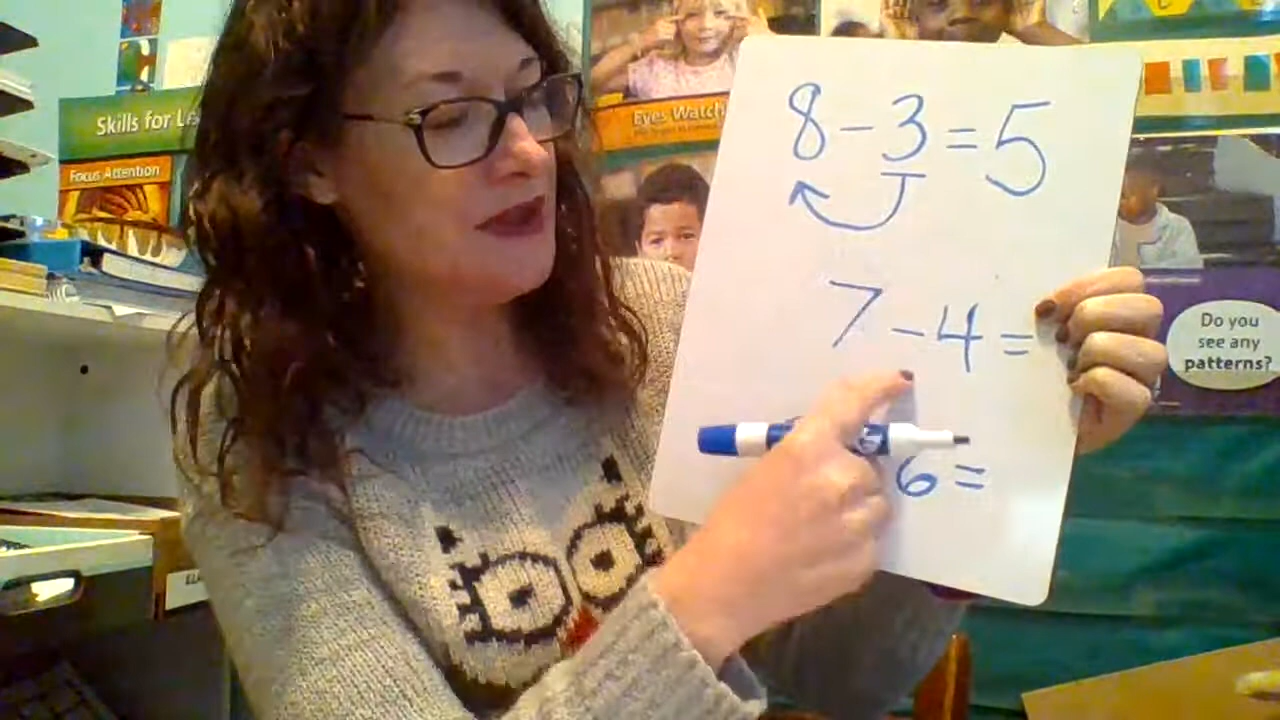 Skills for Le
Focus Attention
Eyes Watch
8 - 3 = 5
7 - 4 =
6 =
Do you
see any
patterns?